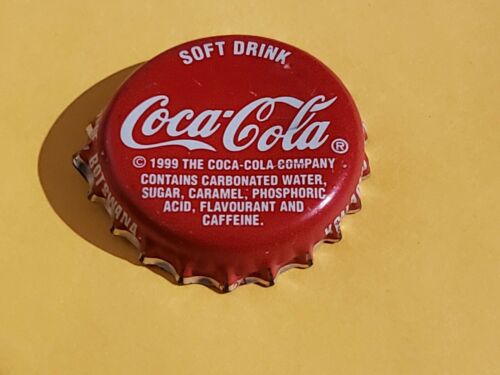 SOFT DRINK
Coca-Cola ®
© 1999 THE COCA-COLA COMPANY
CONTAINS CARBONATED WATER,
SUGAR, CARAMEL, PHOSPHORIC
ACID, FLAVOURANT AND
CAFFEINE.
BOTSWANA